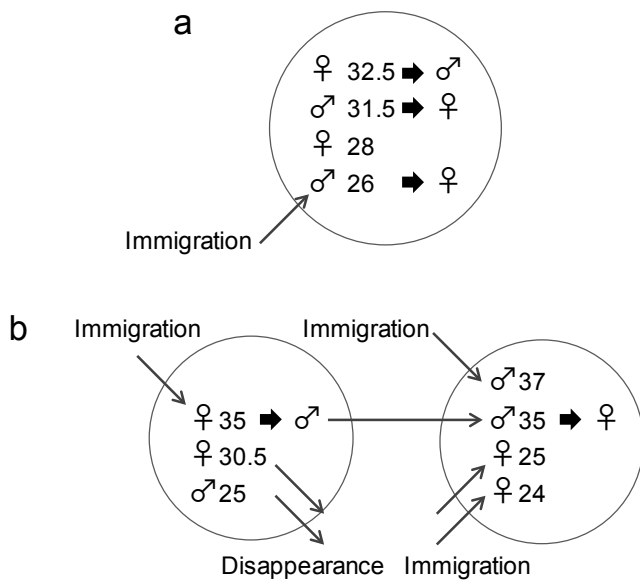 a
♀ 32.5 ➡ ♂
♂ 31.5 ➡ ♀
♀ 28
♂ 26 ➡ ♀
Immigration
b
Immigration
Immigration
♀ 35 ➡ ♂
♀ 30.5
♂ 25
♂ 37
♂ 35 ➡ ♀
♀ 25
♀ 24
Disappearance
Immigration